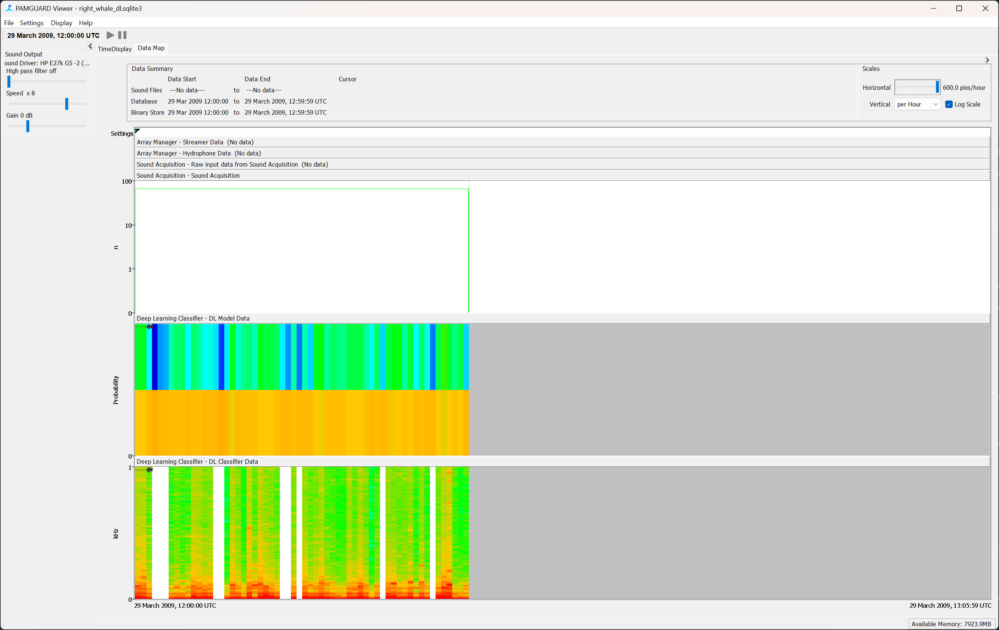 PAMGUARD Viewer - right_whale_dl.sqlite3
File Settings Display Help
29 March 2009, 12:00:00 UTC
TimeDisplay Data Map
Sound Output
ound Driver: HP E27k G5 -2 (...
High pass filter off
Speed x 8
Gain 0 dB
Data Summary
Data Start Data End Cursor
Sound Files ---No data--- to ---No data---
Database 29 Mar 2009 12:00:00 to 29 March 2009, 12:59:59 UTC
Binary Store 29 Mar 2009 12:00:00 to 29 March 2009, 12:59:59 UTC
Scales
Horizontal 600.0 pixs/hour
Vertical per Hour Log Scale
Settings
Array Manager - Streamer Data (No data)
Array Manager - Hydrophone Data (No data)
Sound Acquisition - Raw input data from Sound Acquisition (No data)
Sound Acquisition - Sound Acquisition
100
10
n
1
0
Deep Learning Classifier - DL Model Data
Probability
0
Deep Learning Classifier - DL Classifier Data
1
kHz
0
29 March 2009, 12:00:00 UTC
29 March 2009, 13:05:59 UTC
Available Memory: 7923.9MB